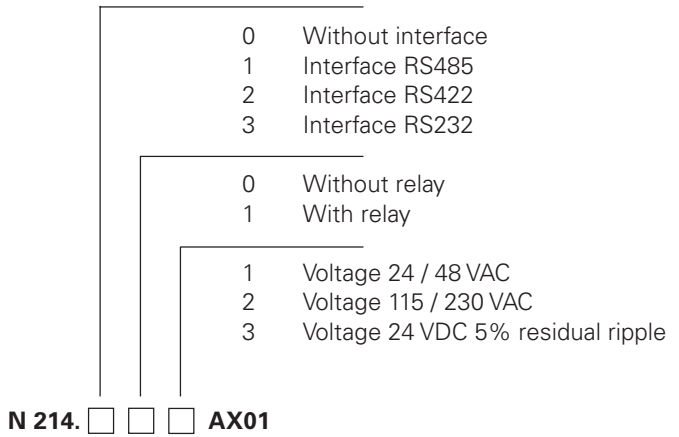 0 Without interface
1 Interface RS485
2 Interface RS422
3 Interface RS232
0 Without relay
1 With relay
1 Voltage 24 / 48 VAC
2 Voltage 115 / 230 VAC
3 Voltage 24 VDC 5% residual ripple
N 214. □ □ □ AX01